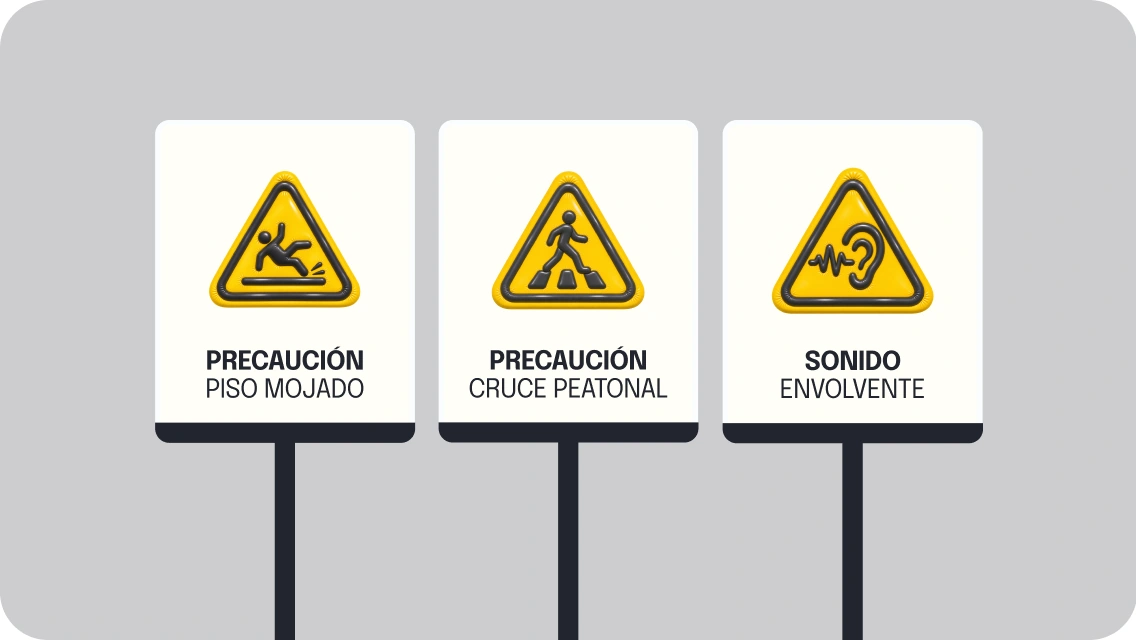 PRECAUCIÓN
PISO MOJADO
PRECAUCIÓN
CRUCE PEATONAL
SONIDO
ENVOLVENTE